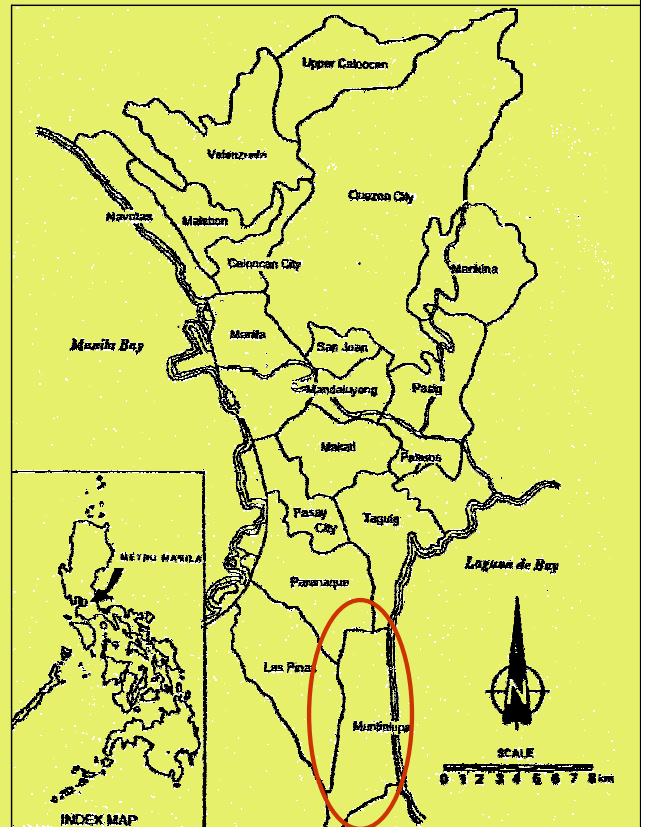 Upper Caloocan
Valenzuela
Quezon City
Navotas
Malabon
Caloocan City
Marikina
Manila
San Juan
Manila Bay
Mandaluyong
Pasig
Makati
Pateros
Pasay
City
Taguig
METRO MANILA
Laguna de Bay
Paranaque
Las Pinas
N
Muntinlupa
SCALE
0 1 2 3 4 5 6 7 8 km
INDEX MAP